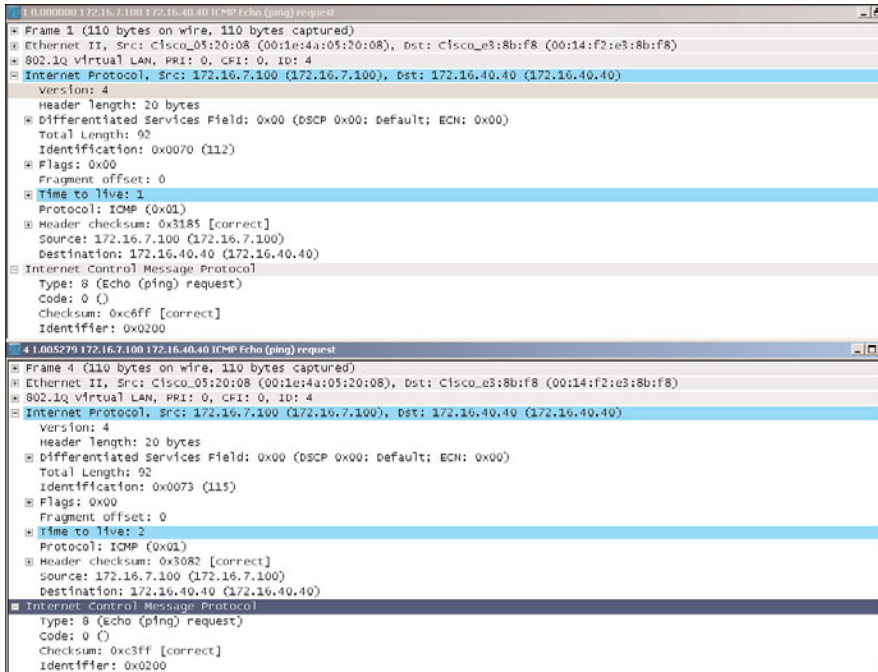 1 0.000000 172.16.7.100 172.16.40.40 ICMP Echo (ping) request
Frame 1 (110 bytes on wire, 110 bytes captured)
Ethernet II, Src: Cisco_05:20:08 (00:1e:4a:05:20:08), Dst: Cisco_e3:8b:f8 (00:14:f2:e3:8b:f8)
802.1Q Virtual LAN, PRI: 0, CFI: 0, ID: 4
Internet Protocol, Src: 172.16.7.100 (172.16.7.100), Dst: 172.16.40.40 (172.16.40.40)
Version: 4
Header length: 20 bytes
Differentiated Services Field: 0x00 (DSCP 0x00: Default; ECN: 0x00)
Total Length: 92
Identification: 0x0070 (112)
Flags: 0x00
Fragment offset: 0
Time to live: 1
Protocol: ICMP (0x01)
Header checksum: 0x3185 [correct]
Source: 172.16.7.100 (172.16.7.100)
Destination: 172.16.40.40 (172.16.40.40)
Internet Control Message Protocol
Type: 8 (Echo (ping) request)
Code: 0 ()
Checksum: 0xc6ff [correct]
Identifier: 0x0200
4 1.005279 172.16.7.100 172.16.40.40 ICMP Echo (ping) request
Frame 4 (110 bytes on wire, 110 bytes captured)
Ethernet II, Src: Cisco_05:20:08 (00:1e:4a:05:20:08), Dst: Cisco_e3:8b:f8 (00:14:f2:e3:8b:f8)
802.1Q Virtual LAN, PRI: 0, CFI: 0, ID: 4
Internet Protocol, Src: 172.16.7.100 (172.16.7.100), Dst: 172.16.40.40 (172.16.40.40)
Version: 4
Header length: 20 bytes
Differentiated Services Field: 0x00 (DSCP 0x00: Default; ECN: 0x00)
Total Length: 92
Identification: 0x0073 (115)
Flags: 0x00
Fragment offset: 0
Time to live: 2
Protocol: ICMP (0x01)
Header checksum: 0x3082 [correct]
Source: 172.16.7.100 (172.16.7.100)
Destination: 172.16.40.40 (172.16.40.40)
Internet Control Message Protocol
Type: 8 (Echo (ping) request)
Code: 0 ()
Checksum: 0xc3ff [correct]
Identifier: 0x0200